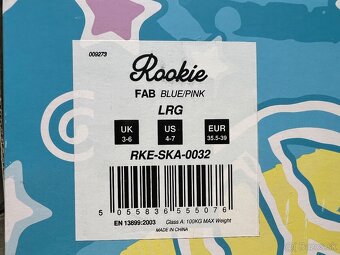 009273
Rookie
FAB BLUE/PINK
LRG
UK US EUR
3-6 4-7 35.5-39
RKE-SKA-0032
5 055836 555076
EN 13899:2003 Class A: 100KG MAX Weight
MADE IN CHINA